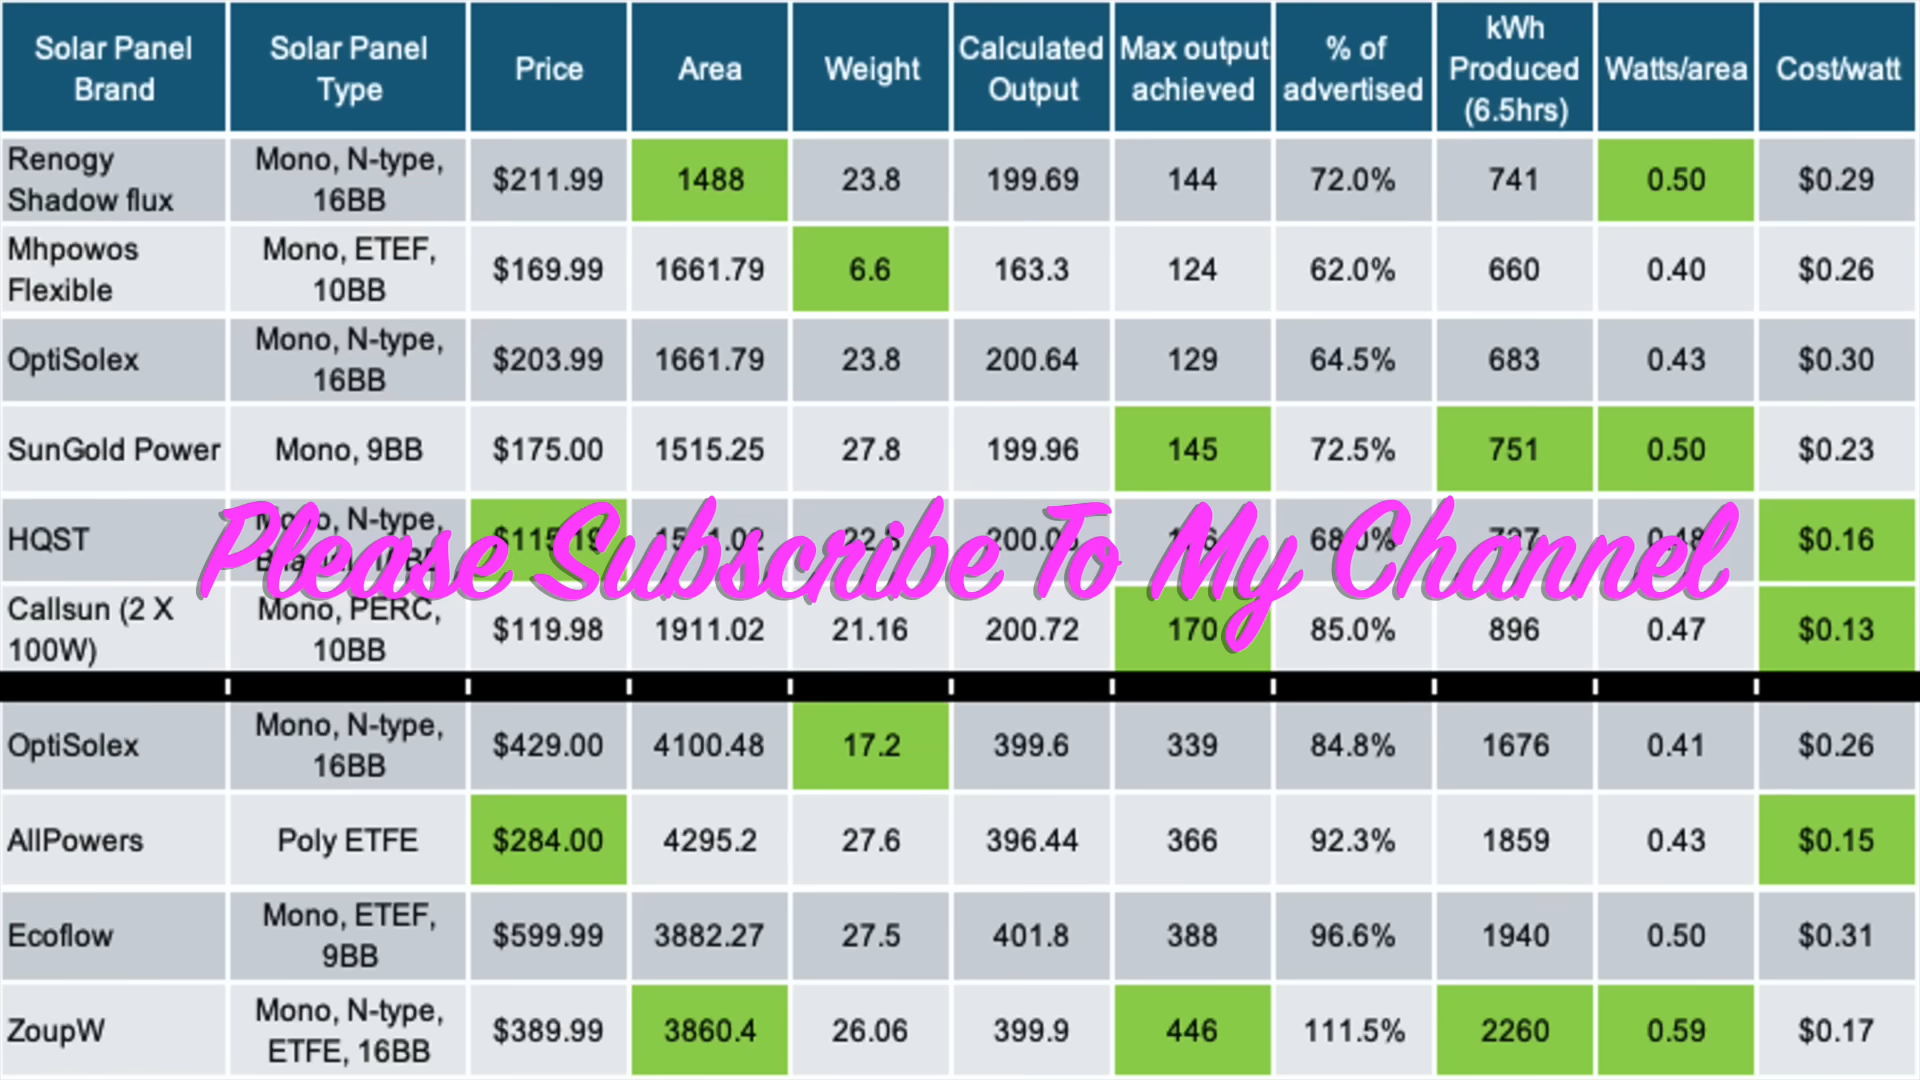 Solar Panel Brand Solar Panel Type Price Area Weight Calculated Output Max output achieved % of advertised kWh Produced (6.5hrs) Watts/area Cost/watt
Renogy Shadow flux Mono, N-type, 16BB $211.99 1488 23.8 199.69 144 72.0% 741 0.50 $0.29
Mhpowos Flexible Mono, ETEF, 10BB $169.99 1661.79 6.6 163.3 124 62.0% 660 0.40 $0.26
OptiSolex Mono, N-type, 16BB $203.99 1661.79 23.8 200.64 129 64.5% 683 0.43 $0.30
SunGold Power Mono, 9BB $175.00 1515.25 27.8 199.96 145 72.5% 751 0.50 $0.23
HQST Mono, N-type, $0.16
Please Subscribe To My Channel
Callsun (2 X 100W) Mono, PERC, 10BB $119.98 1911.02 21.16 200.72 170 85.0% 896 0.47 $0.13
OptiSolex Mono, N-type, 16BB $429.00 4100.48 17.2 399.6 339 84.8% 1676 0.41 $0.26
AllPowers Poly ETFE $284.00 4295.2 27.6 396.44 366 92.3% 1859 0.43 $0.15
Ecoflow Mono, ETEF, 9BB $599.99 3882.27 27.5 401.8 388 96.6% 1940 0.50 $0.31
ZoupW Mono, N-type, ETFE, 16BB $389.99 3860.4 26.06 399.9 446 111.5% 2260 0.59 $0.17